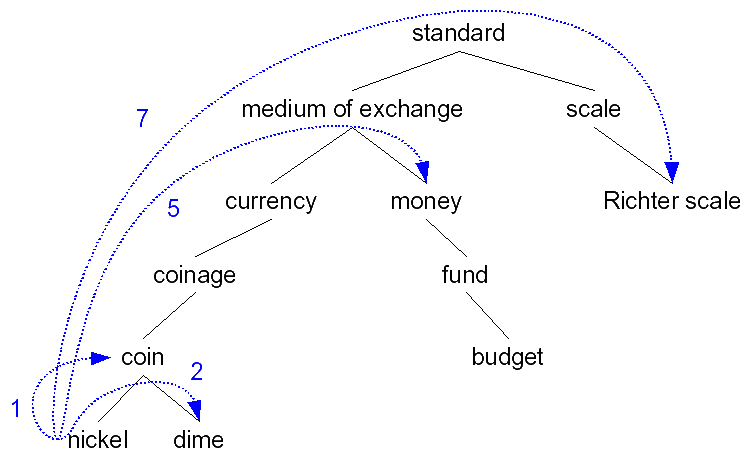 standard
medium of exchange
scale
7
5
currency
money
Richter scale
coinage
fund
coin
budget
2
1
nickel
dime